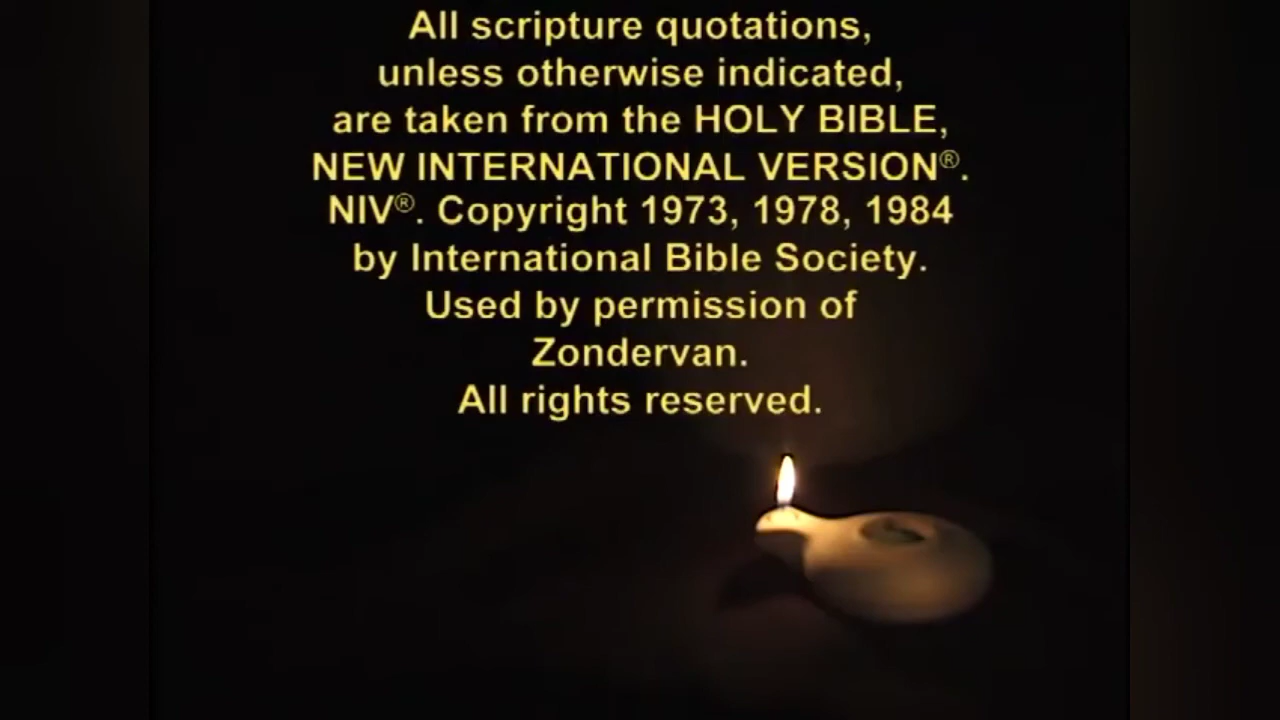 All scripture quotations,
unless otherwise indicated,
are taken from the HOLY BIBLE,
NEW INTERNATIONAL VERSION®.
NIV®. Copyright 1973, 1978, 1984
by International Bible Society.
Used by permission of
Zondervan.
All rights reserved.